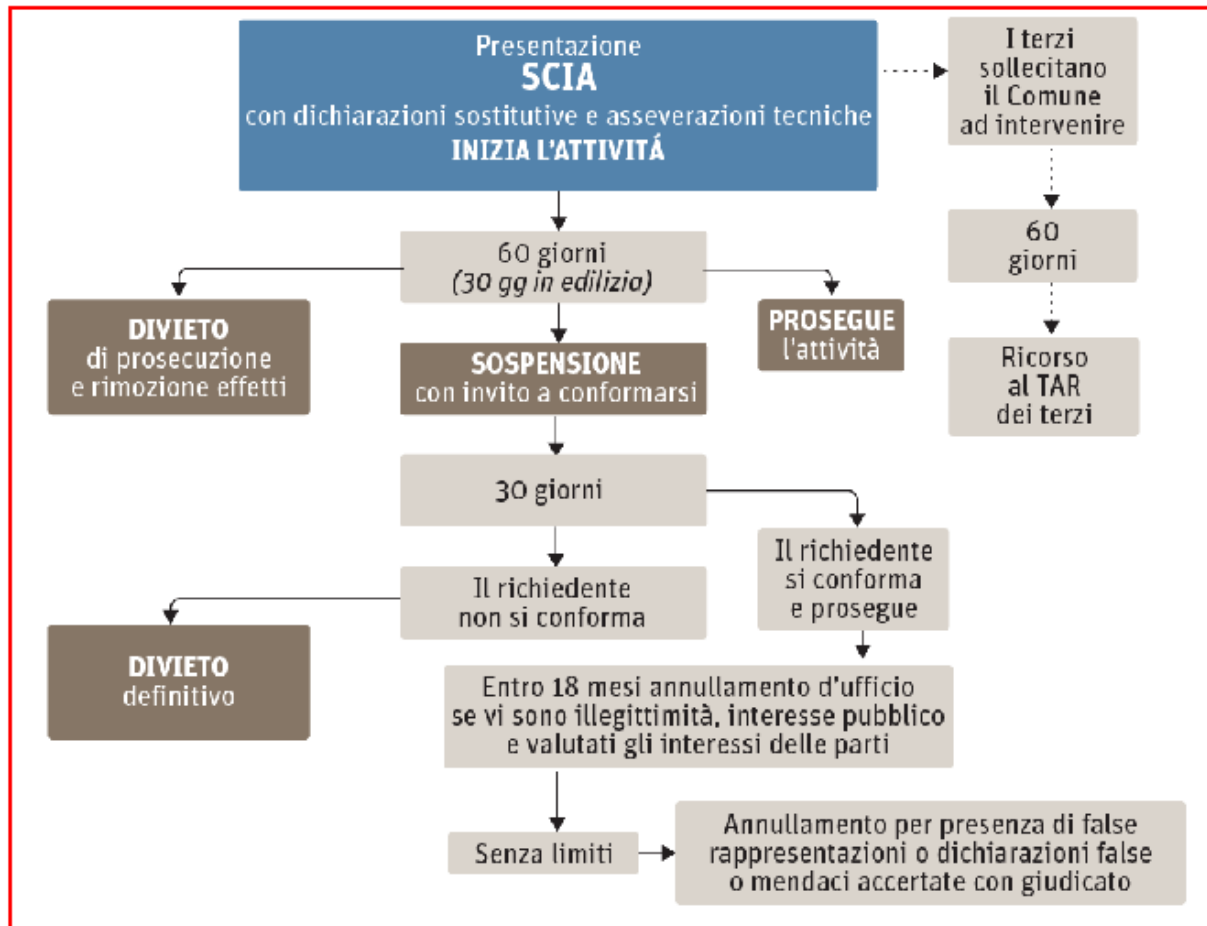 Presentazione
SCIA
con dichiarazioni sostitutive e asseverazioni tecniche
INIZIA L'ATTIVITÁ
I terzi
sollecitano
il Comune
ad intervenire
60 giorni
(30 gg in edilizia)
60
giorni
DIVIETO
di prosecuzione
e rimozione effetti
SOSPENSIONE
con invito a conformarsi
PROSEGUE
l'attività
Ricorso
al TAR
dei terzi
30 giorni
Il richiedente
non si conforma
Il richiedente
si conforma
e prosegue
DIVIETO
definitivo
Entro 18 mesi annullamento d'ufficio
se vi sono illegittimità, interesse pubblico
e valutati gli interessi delle parti
Senza limiti
Annullamento per presenza di false
rappresentazioni o dichiarazioni false
o mendaci accertate con giudicato